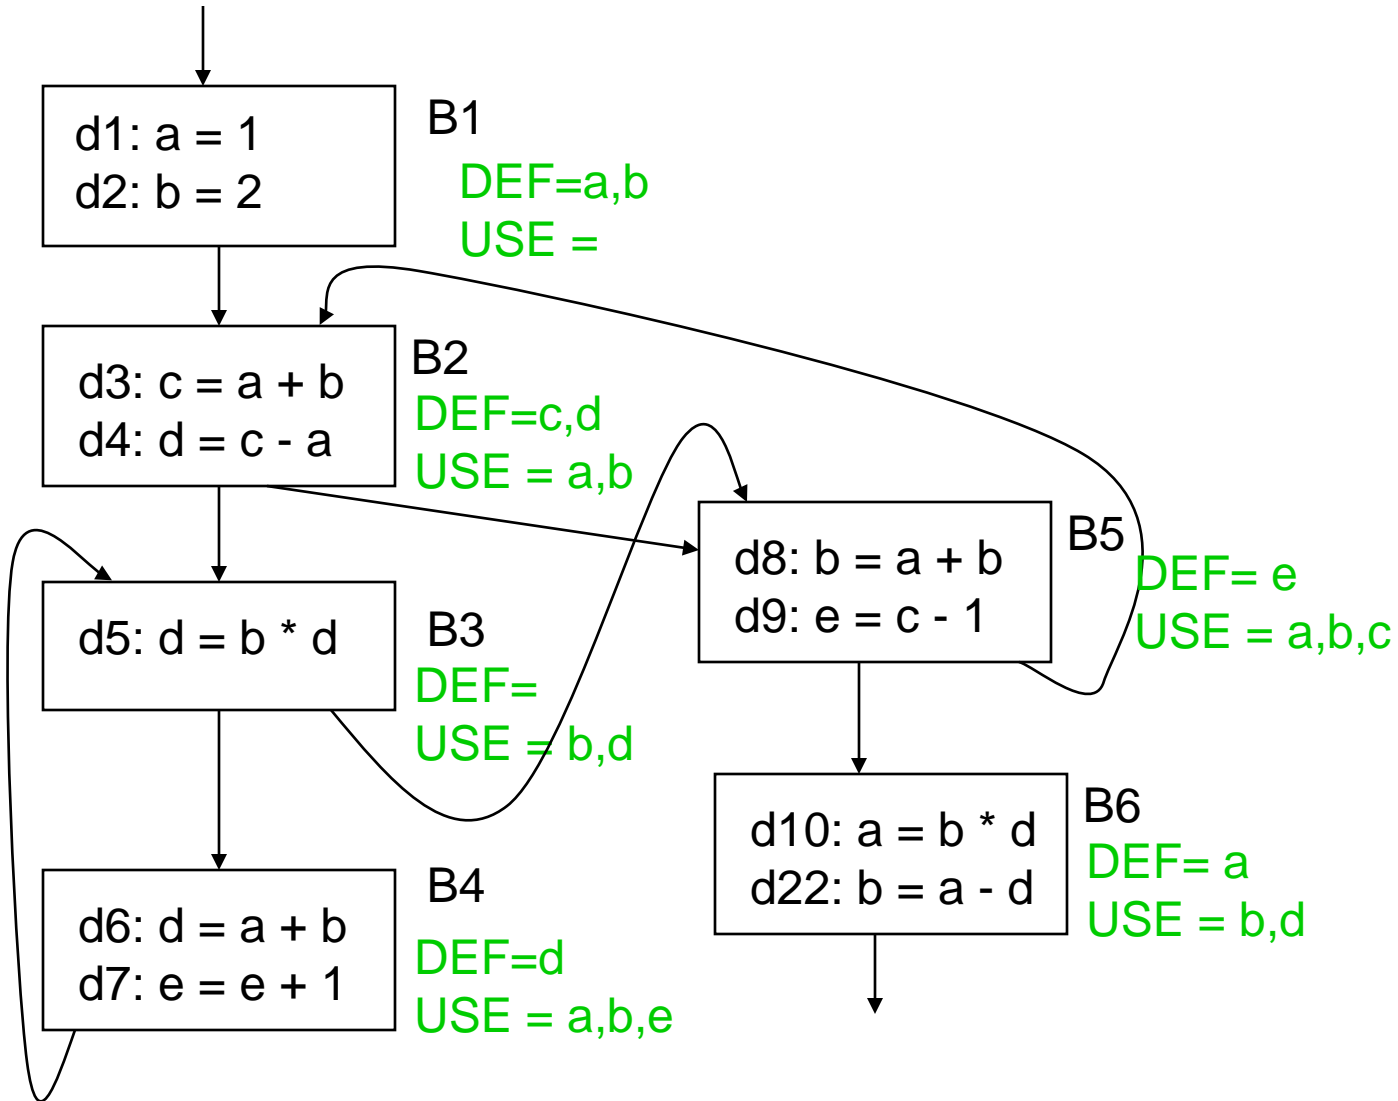 d1: a = 1
d2: b = 2
B1
DEF=a,b
USE =
d3: c = a + b
d4: d = c - a
B2
DEF=c,d
USE = a,b
d5: d = b * d
B3
DEF=
USE = b,d
d6: d = a + b
d7: e = e + 1
B4
DEF=d
USE = a,b,e
d8: b = a + b
d9: e = c - 1
B5
DEF= e
USE = a,b,c
d10: a = b * d
d22: b = a - d
B6
DEF= a
USE = b,d